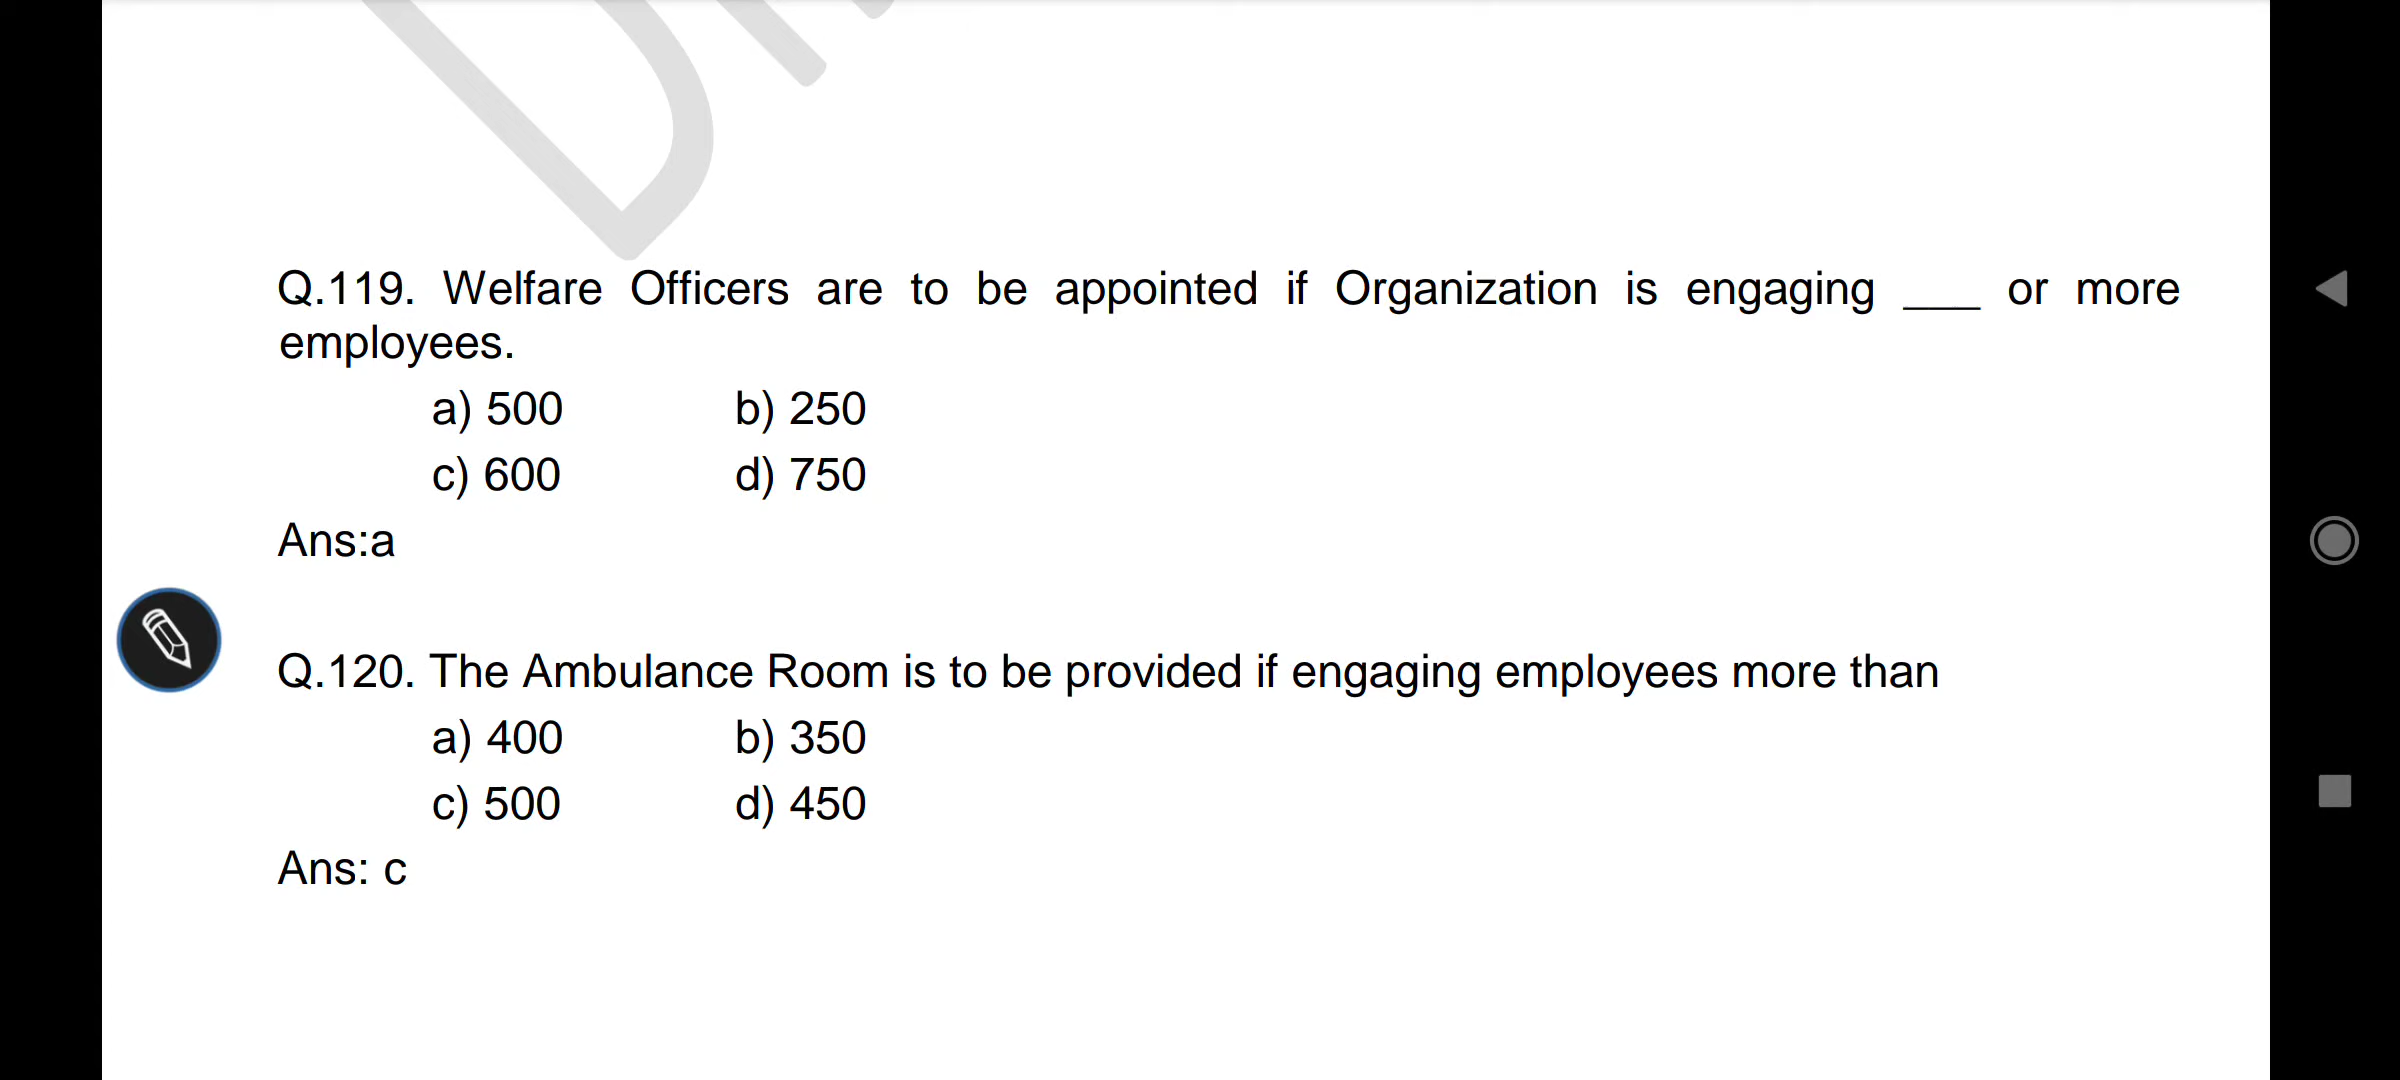 Q.119. Welfare Officers are to be appointed if Organization is engaging ___ or more
employees.
a) 500 b) 250
c) 600 d) 750
Ans:a
Q.120. The Ambulance Room is to be provided if engaging employees more than
a) 400 b) 350
c) 500 d) 450
Ans: c